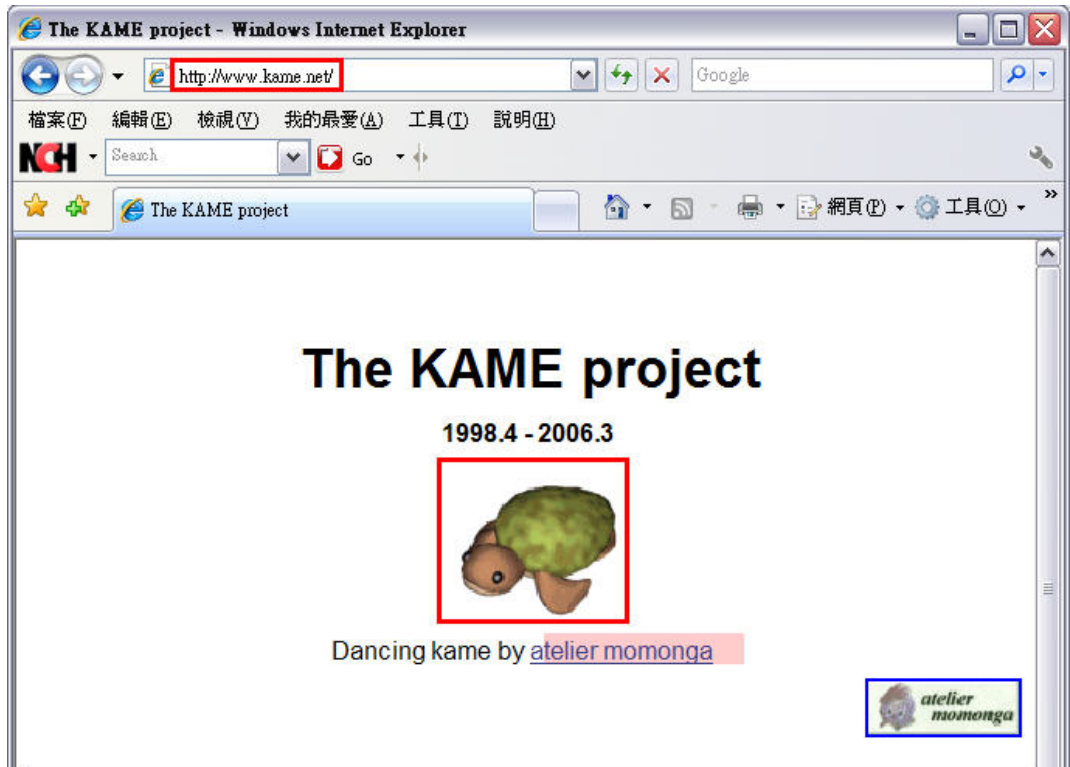 The KAME project - Windows Internet Explorer
http://www.kame.net/
Google
檔案(F) 編輯(E) 檢視(V) 我的最愛(A) 工具(T) 說明(H)
NCH Search Go
The KAME project
網頁(P) 工具(O) »
The KAME project
1998.4 - 2006.3
Dancing kame by atelier momonga
atelier
momonga